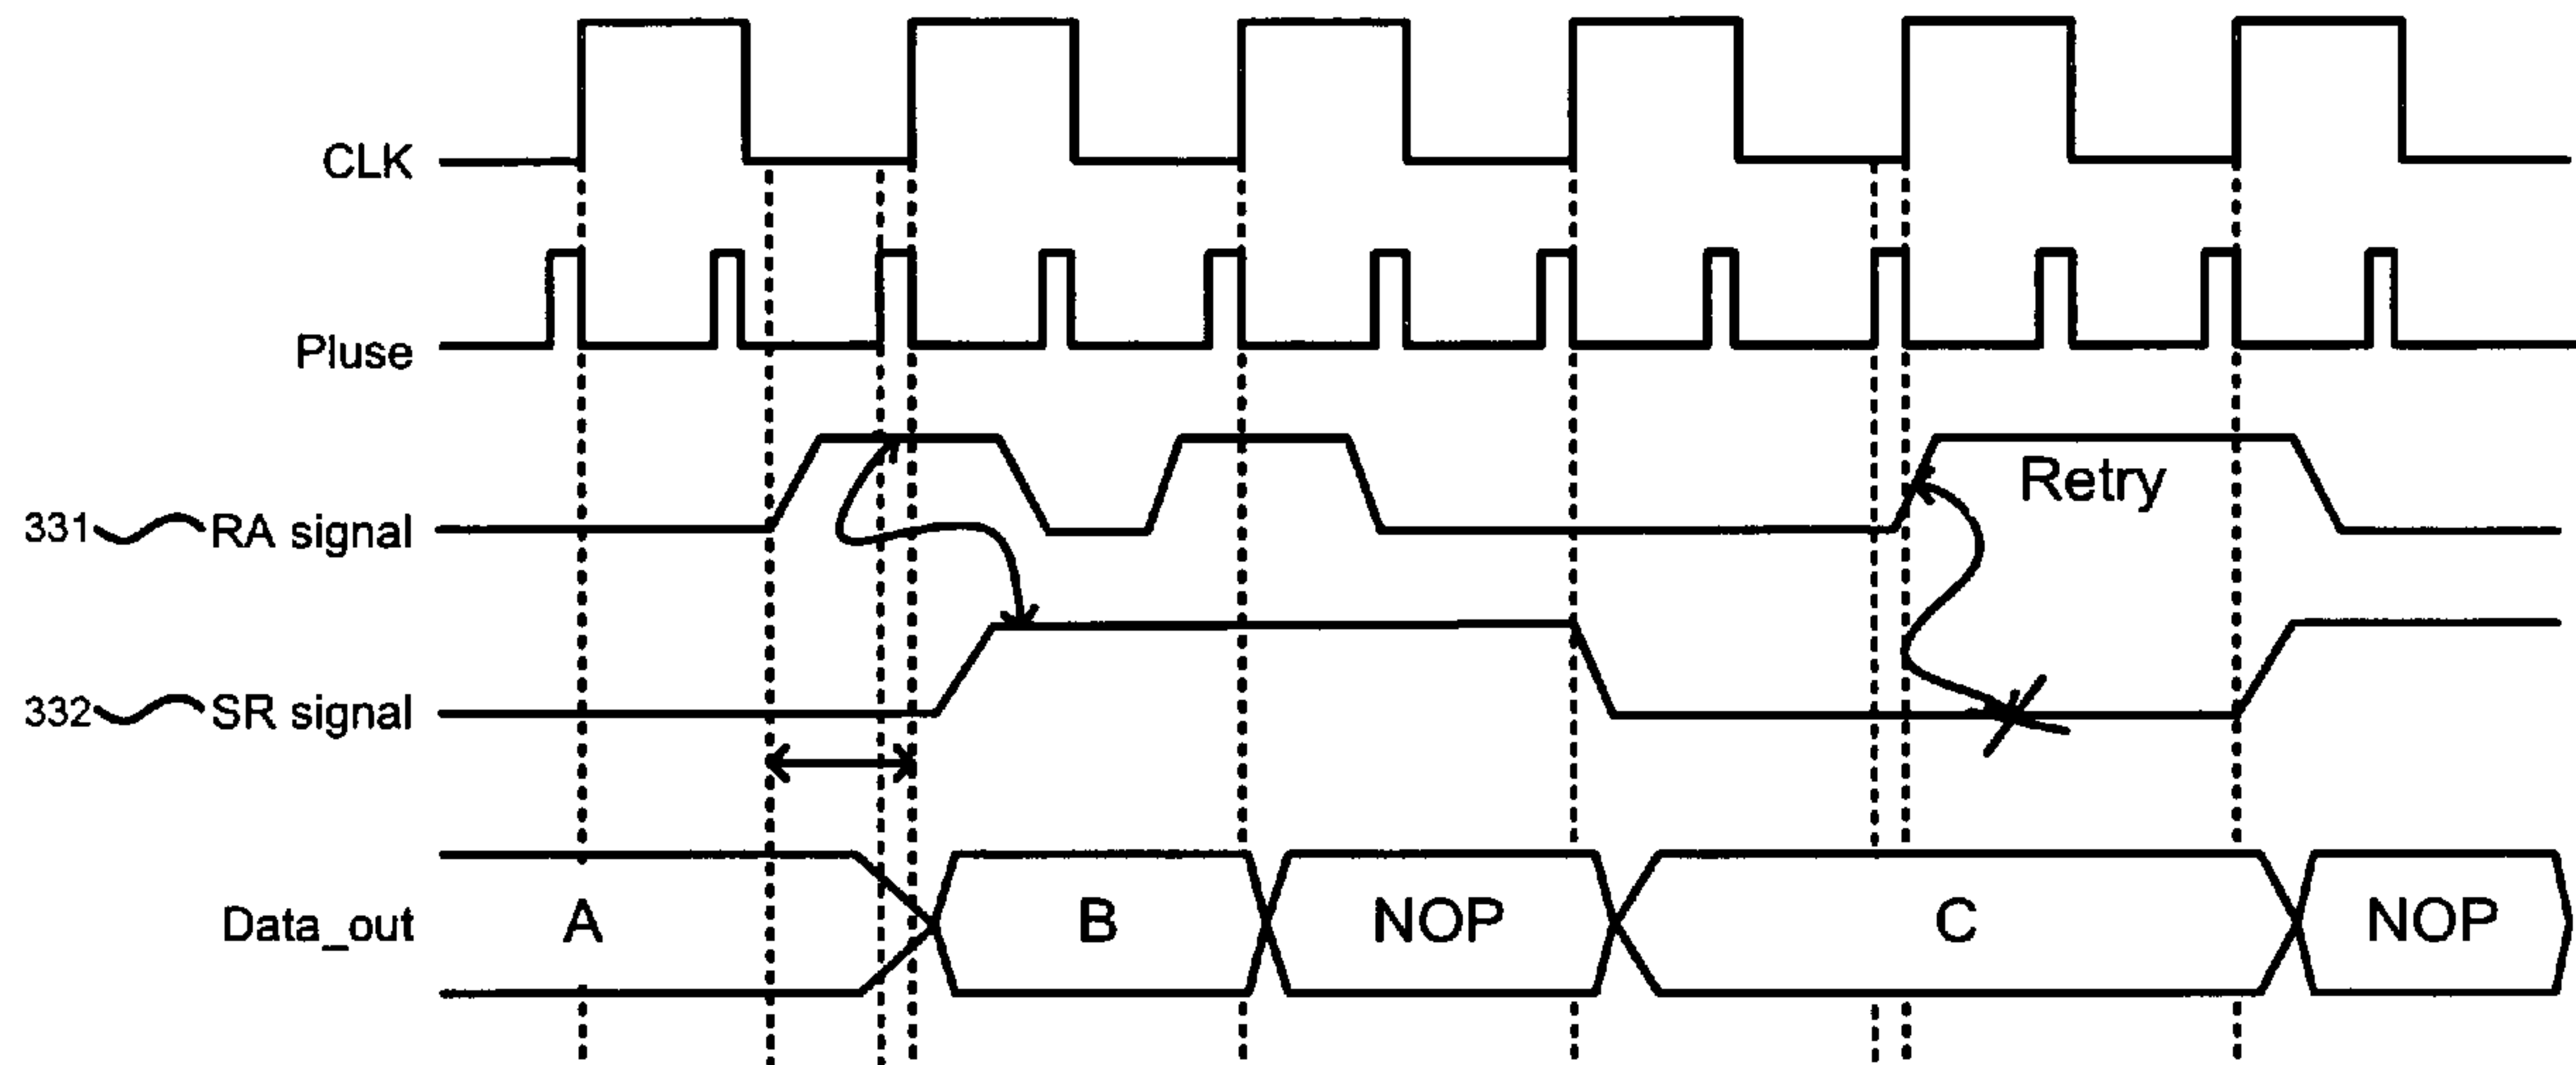 CLK
Pluse
331 RA signal
Retry
332 SR signal
Data_out A B NOP C NOP